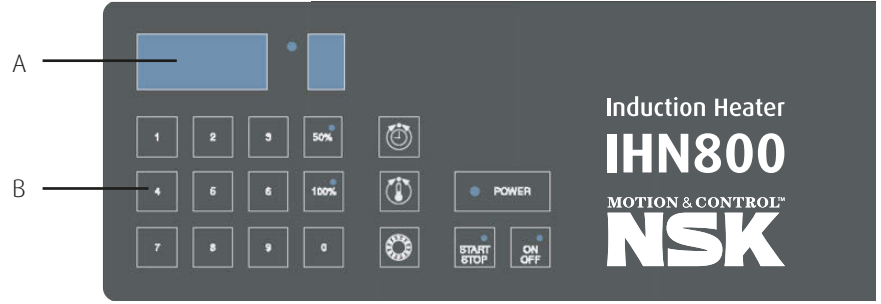 A
B
1 2 3 50%
4 5 6 100%
7 8 9 0
POWER
START
STOP
ON
OFF
Induction Heater
IHN800
MOTION & CONTROL™
NSK